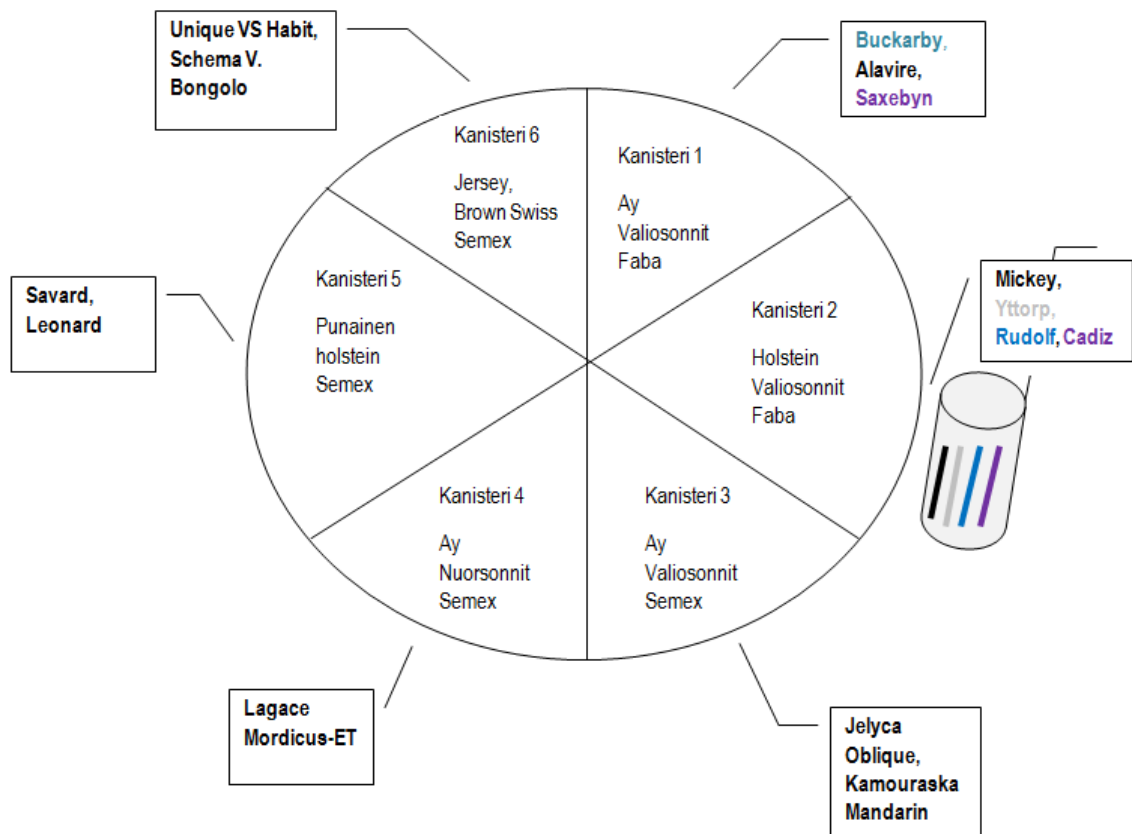 Unique VS Habit,
Schema V.
Bongolo
Buckarby,
Alavire,
Saxebyn
Kanisteri 6
Jersey,
Brown Swiss
Semex
Kanisteri 1
Ay
Valiosonnit
Faba
Savard,
Leonard
Kanisteri 5
Punainen
holstein
Semex
Kanisteri 2
Holstein
Valiosonnit
Faba
Mickey,
Yttorp,
Rudolf, Cadiz
Kanisteri 4
Ay
Nuorsonnit
Semex
Kanisteri 3
Ay
Valiosonnit
Semex
Lagace
Mordicus-ET
Jelyca
Oblique,
Kamouraska
Mandarin